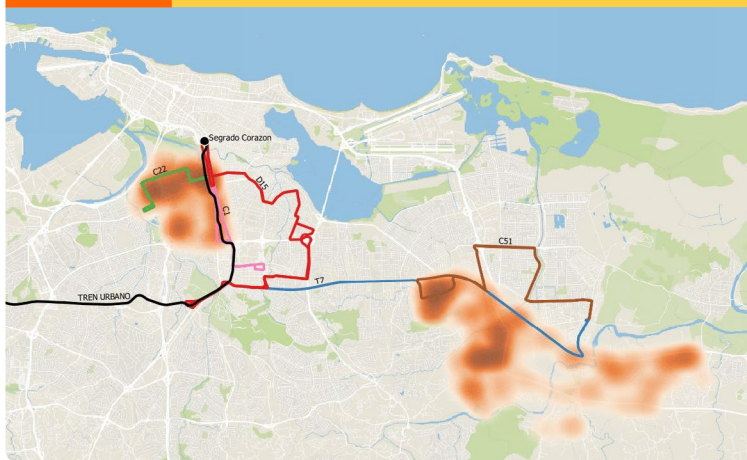 Segrado Corazon
C22
D15
C1
C51
T7
TREN URBANO